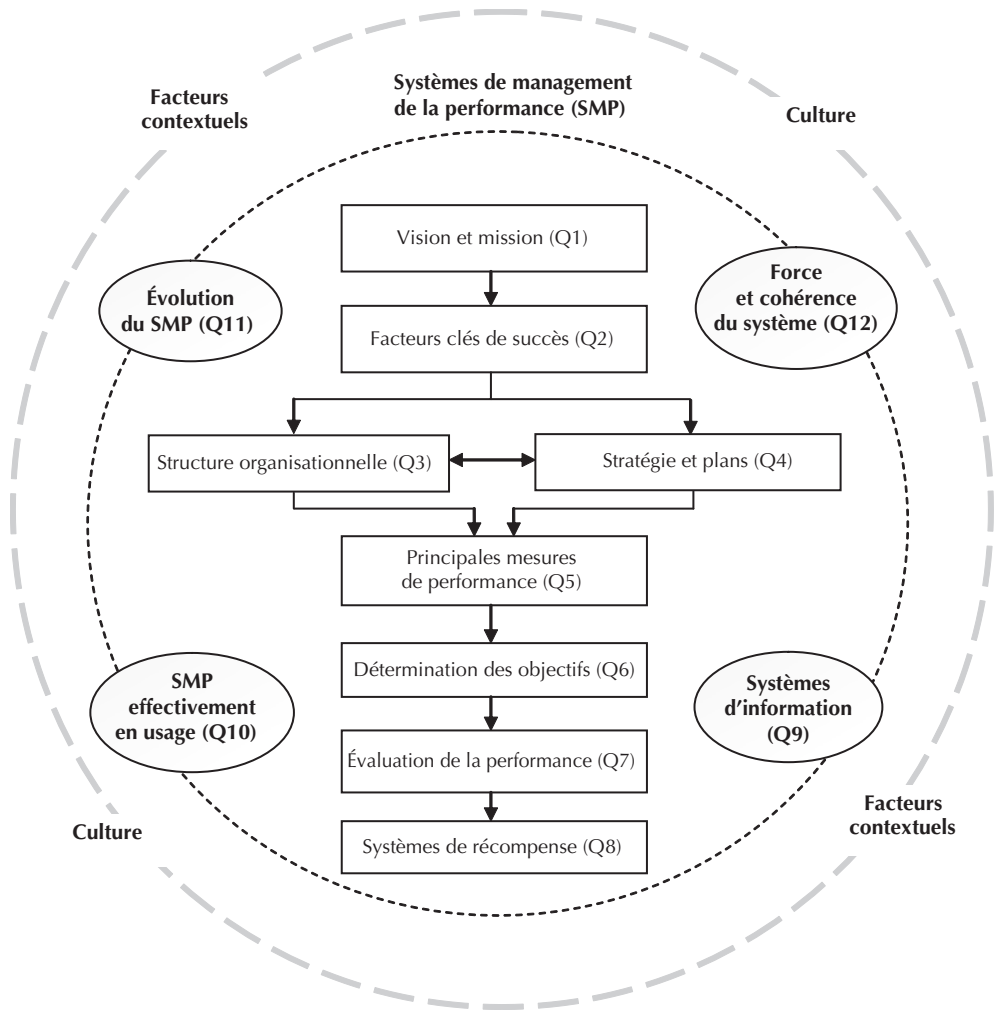 Systèmes de management
de la performance (SMP)
Facteurs
contextuels
Culture
Vision et mission (Q1)
Évolution
du SMP (Q11)
Force
et cohérence
du système (Q12)
Facteurs clés de succès (Q2)
Structure organisationnelle (Q3)
Stratégie et plans (Q4)
Principales mesures
de performance (Q5)
Détermination des objectifs (Q6)
SMP
effectivement
en usage (Q10)
Systèmes
d’information
(Q9)
Évaluation de la performance (Q7)
Culture
Facteurs
contextuels
Systèmes de récompense (Q8)